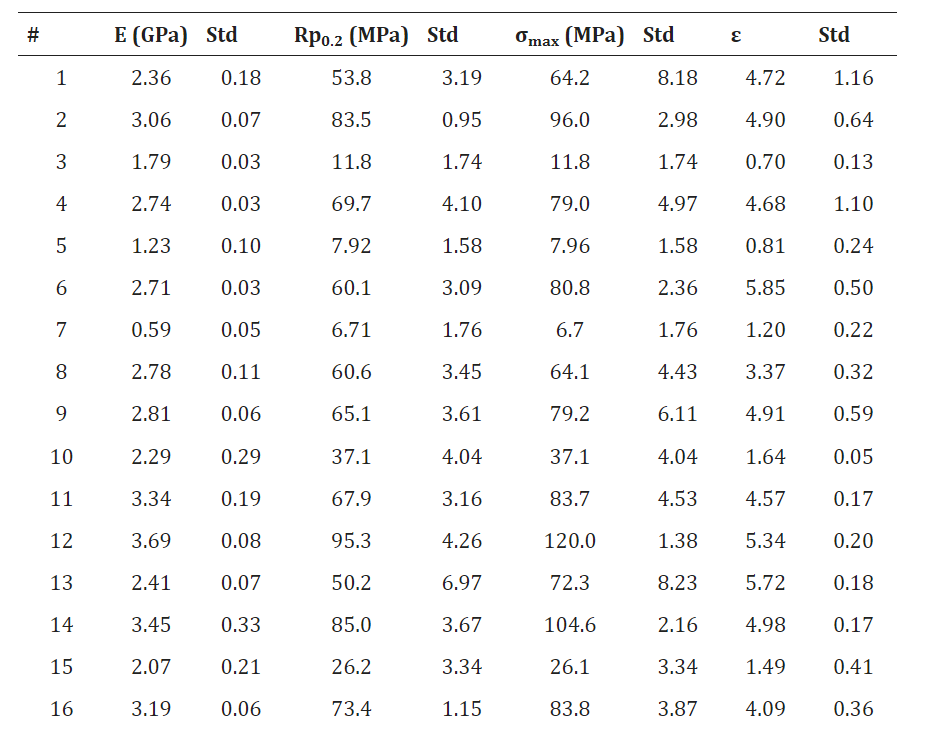 # E (GPa) Std Rp0.2 (MPa) Std σmax (MPa) Std ε Std
1 2.36 0.18 53.8 3.19 64.2 8.18 4.72 1.16
2 3.06 0.07 83.5 0.95 96.0 2.98 4.90 0.64
3 1.79 0.03 11.8 1.74 11.8 1.74 0.70 0.13
4 2.74 0.03 69.7 4.10 79.0 4.97 4.68 1.10
5 1.23 0.10 7.92 1.58 7.96 1.58 0.81 0.24
6 2.71 0.03 60.1 3.09 80.8 2.36 5.85 0.50
7 0.59 0.05 6.71 1.76 6.7 1.76 1.20 0.22
8 2.78 0.11 60.6 3.45 64.1 4.43 3.37 0.32
9 2.81 0.06 65.1 3.61 79.2 6.11 4.91 0.59
10 2.29 0.29 37.1 4.04 37.1 4.04 1.64 0.05
11 3.34 0.19 67.9 3.16 83.7 4.53 4.57 0.17
12 3.69 0.08 95.3 4.26 120.0 1.38 5.34 0.20
13 2.41 0.07 50.2 6.97 72.3 8.23 5.72 0.18
14 3.45 0.33 85.0 3.67 104.6 2.16 4.98 0.17
15 2.07 0.21 26.2 3.34 26.1 3.34 1.49 0.41
16 3.19 0.06 73.4 1.15 83.8 3.87 4.09 0.36